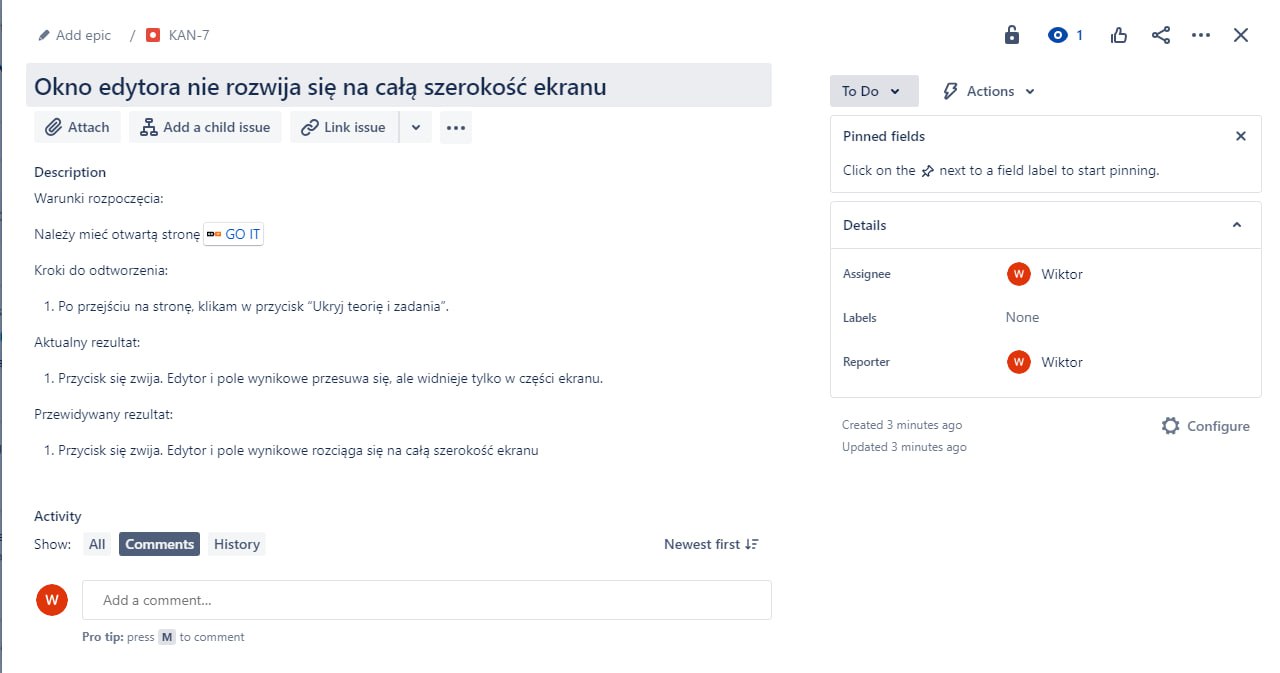 Add epic / KAN-7
1
Okno edytora nie rozwija się na całą szerokość ekranu
To Do
Actions
Attach
Add a child issue
Link issue
Pinned fields
Click on the next to a field label to start pinning.
Description
Warunki rozpoczęcia:
Należy mieć otwartą stronę GO IT
Kroki do odtworzenia:
1. Po przejściu na stronę, klikam w przycisk “Ukryj teorię i zadania”.
Aktualny rezultat:
1. Przycisk się zwija. Edytor i pole wynikowe przesuwa się, ale widnieje tylko w części ekranu.
Przewidywany rezultat:
1. Przycisk się zwija. Edytor i pole wynikowe rozciąga się na całą szerokość ekranu
Details
Assignee W Wiktor
Labels None
Reporter W Wiktor
Created 3 minutes ago
Updated 3 minutes ago
Configure
Activity
Show: All Comments History
Newest first
W Add a comment...
Pro tip: press M to comment